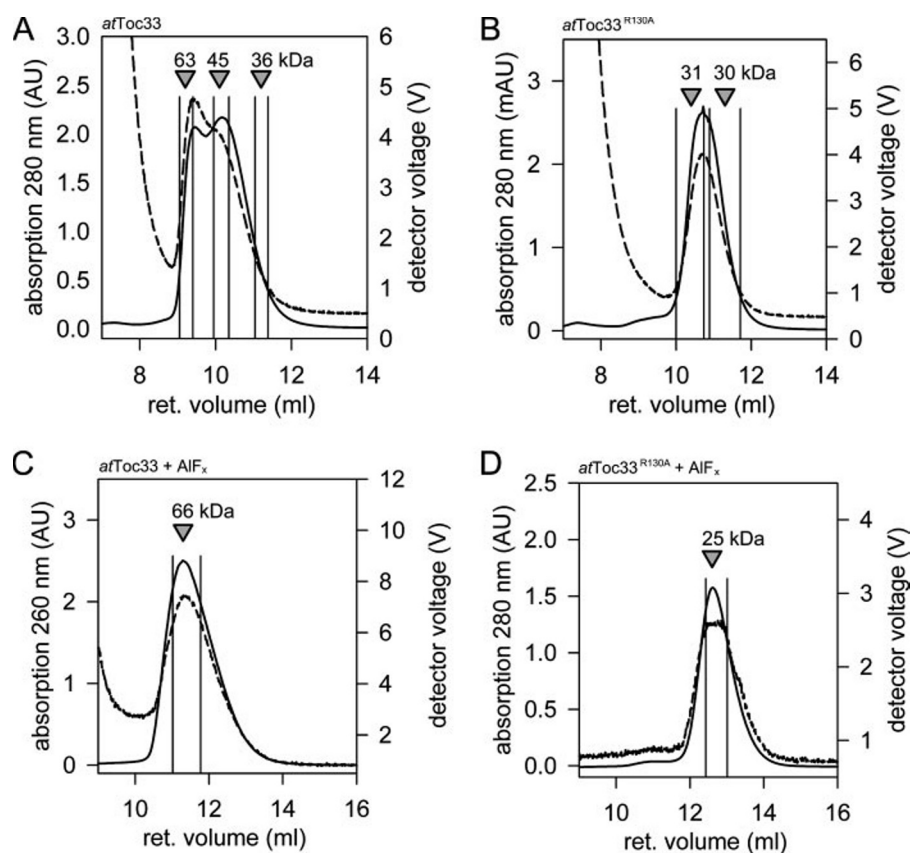 A
atToc33
63 45 36 kDa
absorption 280 nm (AU)
3.0
2.5
2.0
1.5
1.0
0.5
0.0
6
5
4
3
2
1
0
detector voltage (V)
8 10 12 14
ret. volume (ml)
B
atToc33 R130A
31 30 kDa
absorption 280 nm (mAU)
3
2
1
0
6
5
4
3
2
1
0
detector voltage (V)
8 10 12 14
ret. volume (ml)
C
atToc33 + AlFx
66 kDa
absorption 260 nm (AU)
3
2
1
0
12
10
8
6
4
2
detector voltage (V)
10 12 14 16
ret. volume (ml)
D
atToc33 R130A + AlFx
25 kDa
absorption 280 nm (AU)
2.5
2.0
1.5
1.0
0.5
0.0
4
3
2
1
detector voltage (V)
10 12 14 16
ret. volume (ml)